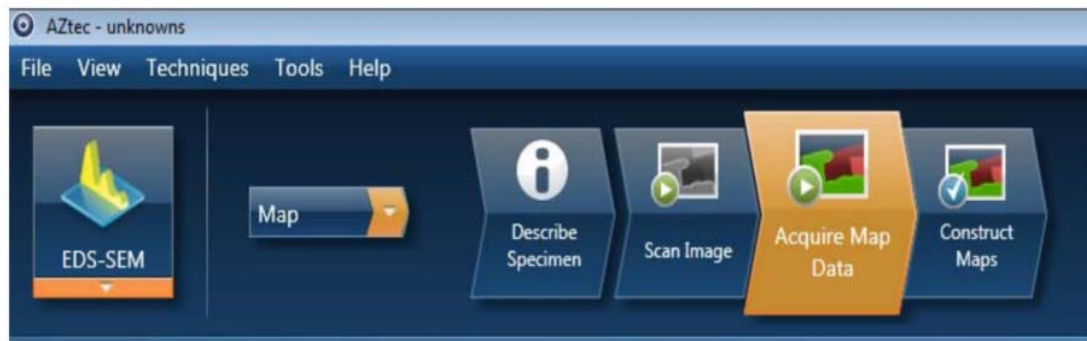 AZtec - unknowns
File View Techniques Tools Help
EDS-SEM
Map
Describe
Specimen
Scan Image
Acquire Map
Data
Construct
Maps